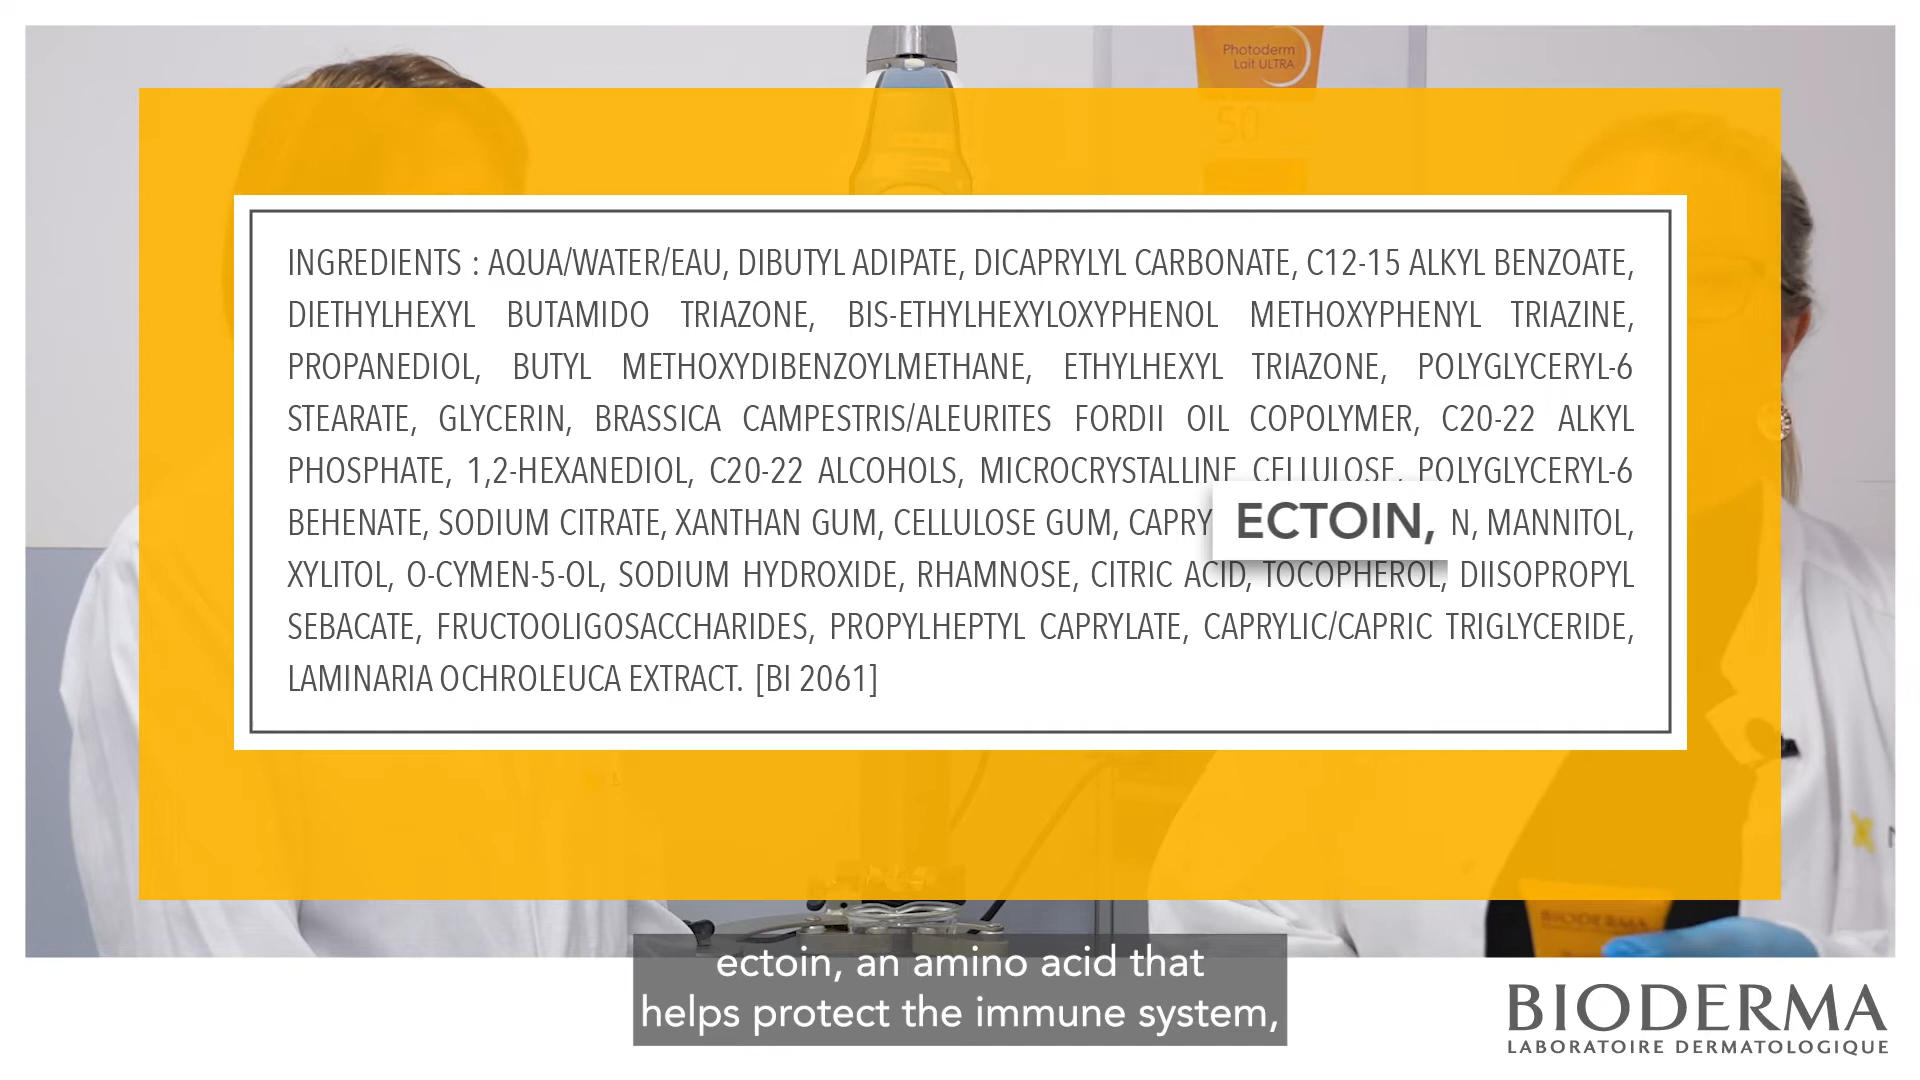 Photoderm
Lait ULTRA
50
INGREDIENTS : AQUA/WATER/EAU, DIBUTYL ADIPATE, DICAPRYLYL CARBONATE, C12-15 ALKYL BENZOATE,
DIETHYLHEXYL BUTAMIDO TRIAZONE, BIS-ETHYLHEXYLOXYPHENOL METHOXYPHENYL TRIAZINE,
PROPANEDIOL, BUTYL METHOXYDIBENZOYLMETHANE, ETHYLHEXYL TRIAZONE, POLYGLYCERYL-6
STEARATE, GLYCERIN, BRASSICA CAMPESTRIS/ALEURITES FORDII OIL COPOLYMER, C20-22 ALKYL
PHOSPHATE, 1,2-HEXANEDIOL, C20-22 ALCOHOLS, MICROCRYSTALLINE CELLULOSE, POLYGLYCERYL-6
BEHENATE, SODIUM CITRATE, XANTHAN GUM, CELLULOSE GUM, CAPRY ECTOIN, N, MANNITOL,
XYLITOL, O-CYMEN-5-OL, SODIUM HYDROXIDE, RHAMNOSE, CITRIC ACID, TOCOPHEROL, DIISOPROPYL
SEBACATE, FRUCTOOLIGOSACCHARIDES, PROPYLHEPTYL CAPRYLATE, CAPRYLIC/CAPRIC TRIGLYCERIDE,
LAMINARIA OCHROLEUCA EXTRACT. [BI 2061]
BIODERMA
ectoin, an amino acid that
helps protect the immune system,
BIODERMA
LABORATOIRE DERMATOLOGIQUE